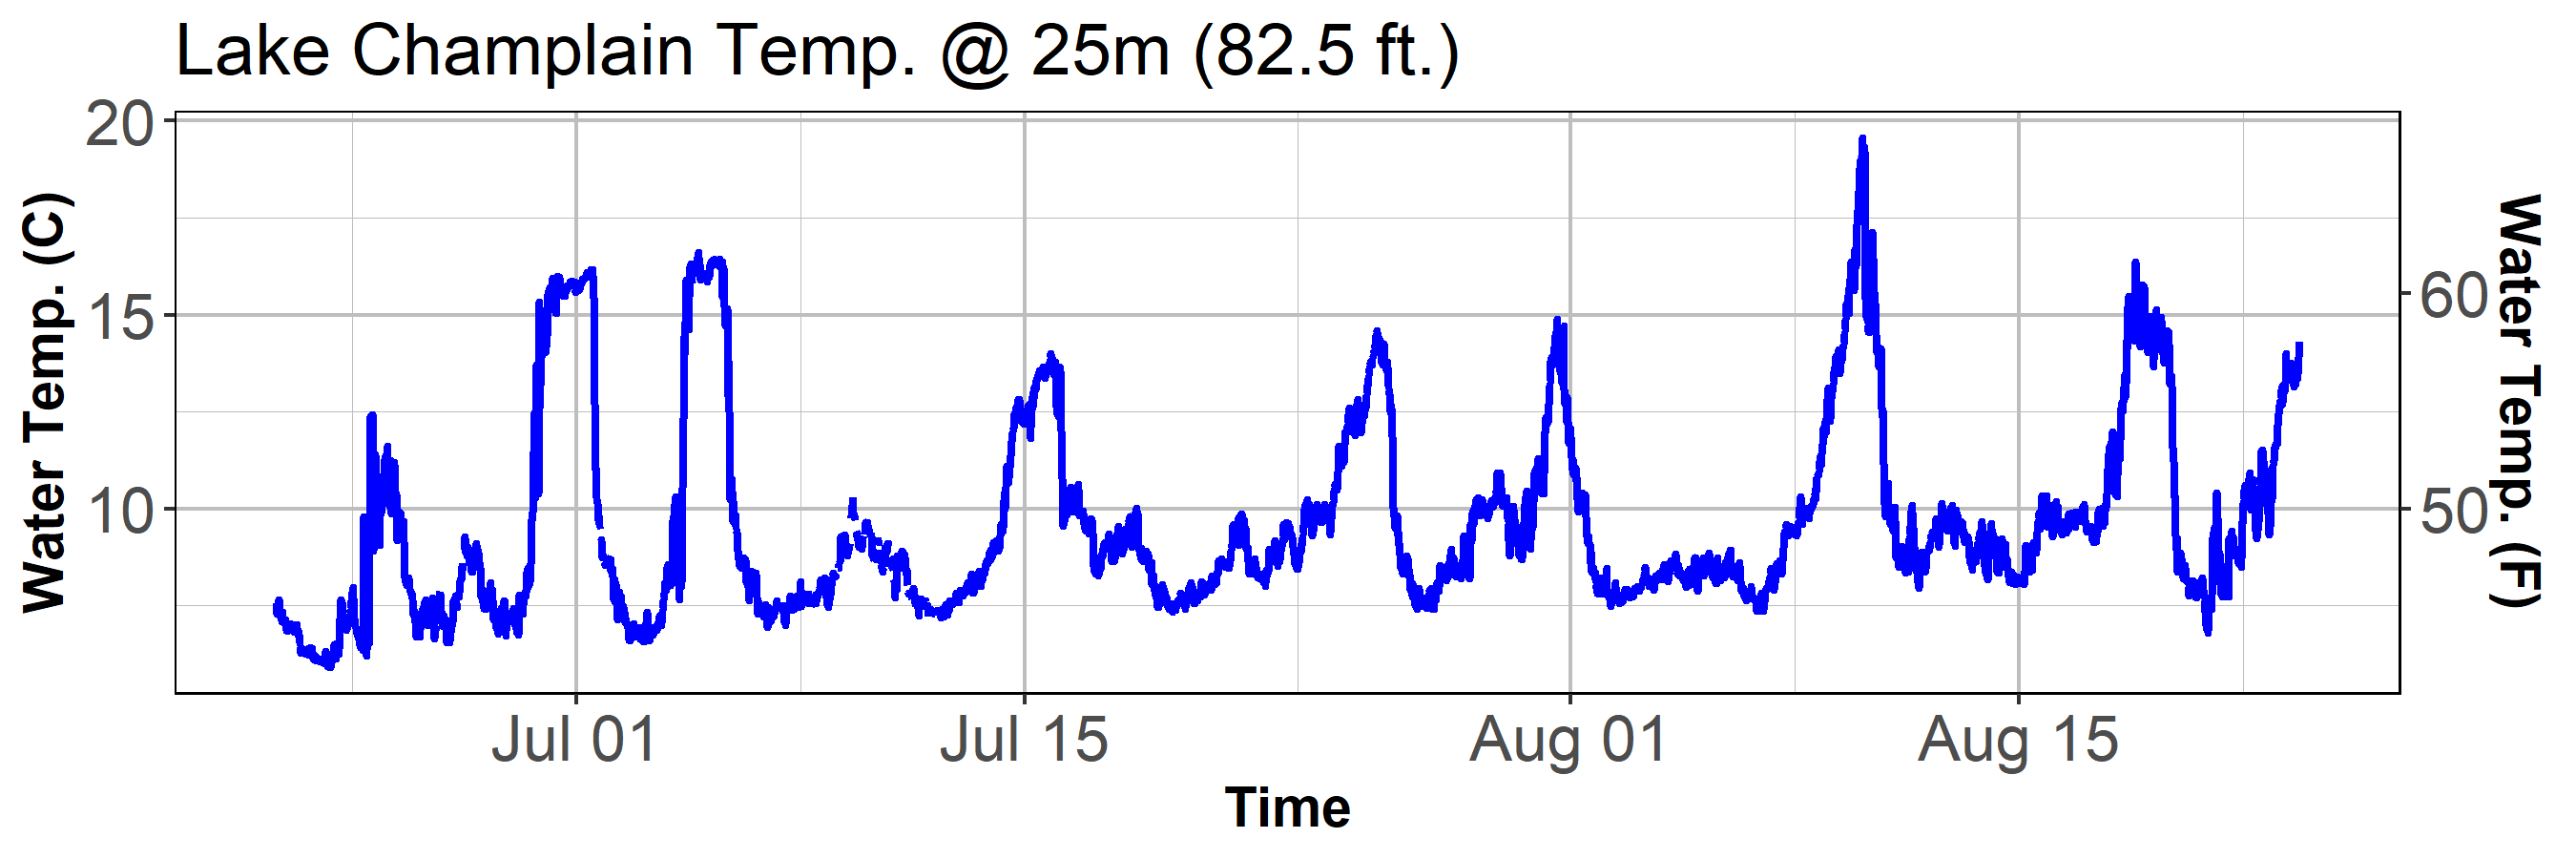 Lake Champlain Temp. @ 25m (82.5 ft.)
Water Temp. (C)
20
15
10
60
50
Water Temp. (F)
Jul 01 Jul 15 Aug 01 Aug 15
Time